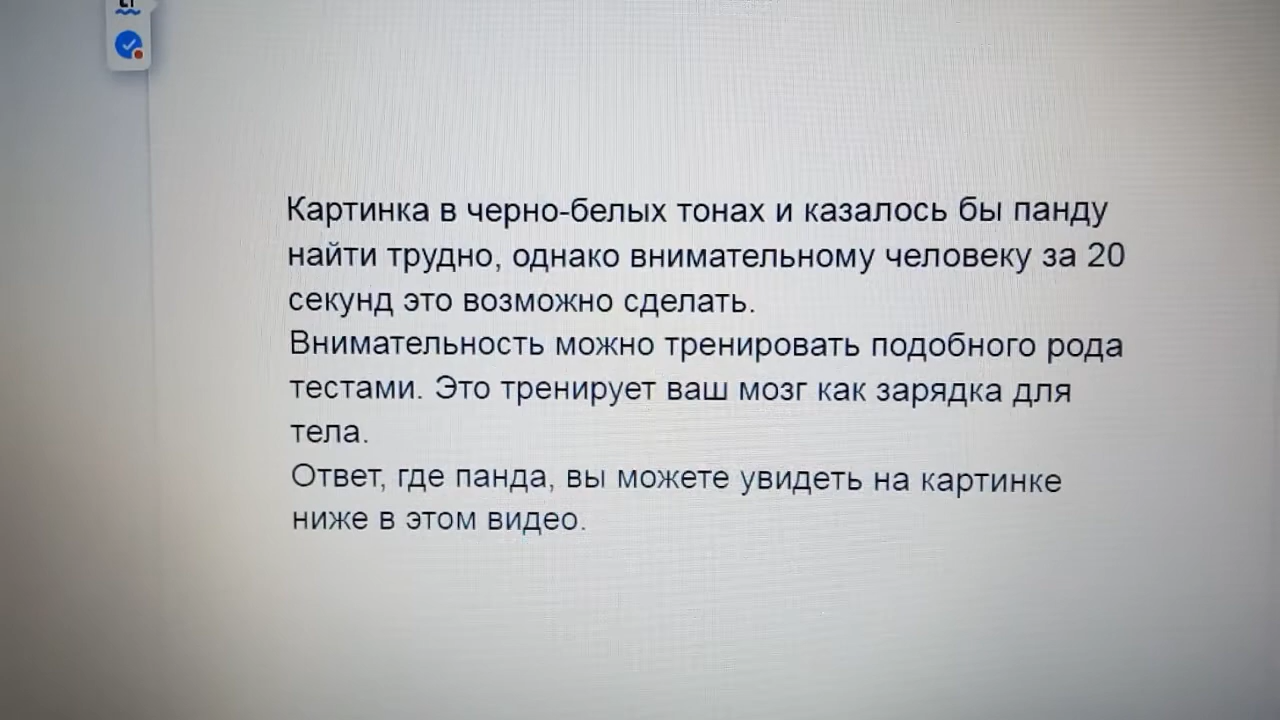 Картинка в черно-белых тонах и казалось бы панду
найти трудно, однако внимательному человеку за 20
секунд это возможно сделать.
Внимательность можно тренировать подобного рода
тестами. Это тренирует ваш мозг как зарядка для
тела.
Ответ, где панда, вы можете увидеть на картинке
ниже в этом видео.